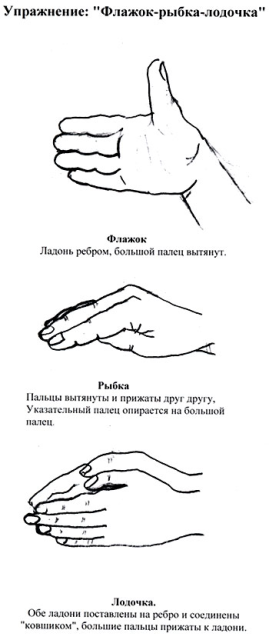 Упражнение: "Флажок-рыбка-лодочка"
Флажок
Ладонь ребром, большой палец вытянут.
Рыбка
Пальцы вытянуты и прижаты друг другу,
Указательный палец опирается на большой
палец.
Лодочка.
Обе ладони поставлены на ребро и соединены
"ковшиком", большие пальцы прижаты к ладони.